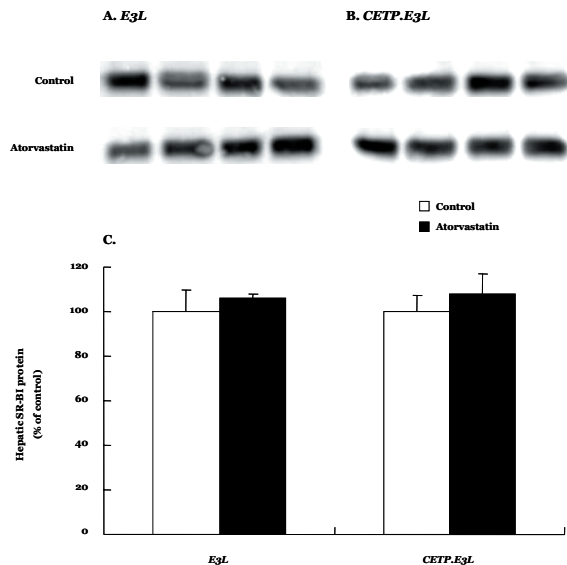 A. E3L
B. CETP.E3L
Control
Atorvastatin
Control
Atorvastatin
C.
120
100
80
60
40
20
0
Hepatic SR-BI protein
(% of control)
E3L
CETP.E3L